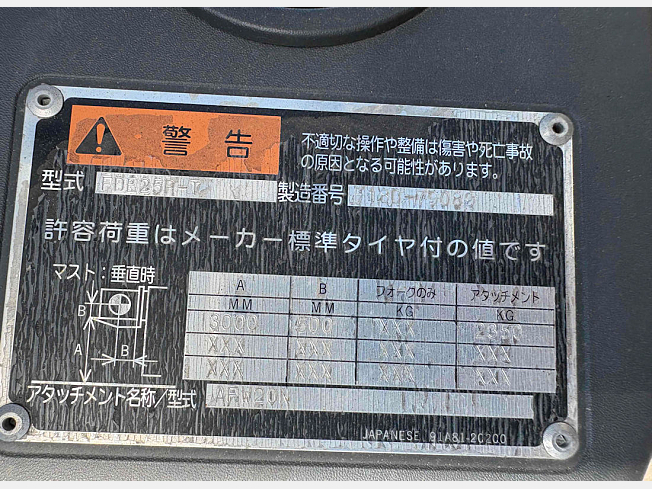 警告
不適切な操作や整備は傷害や死亡事故
の原因となる可能性があります。
型式
製造番号
許容荷重はメーカー標準タイヤ付の値です
マスト：垂直時
A B フォークのみ アタッチメント
MM MM KG KG
3000 XXX
XXX XXX XXX XXX
XXX XXX XXX XXX
B
A B
アタッチメント名称／型式
JAPANESE 91A81-20200